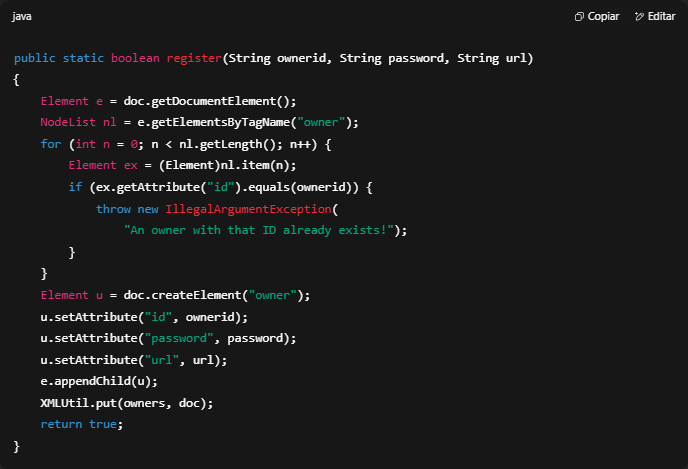 java Copiar Editar
public static boolean register(String ownerid, String password, String url)
{
    Element e = doc.getDocumentElement();
    NodeList nl = e.getElementsByTagName("owner");
    for (int n = 0; n < nl.getLength(); n++) {
        Element ex = (Element)nl.item(n);
        if (ex.getAttribute("id").equals(ownerid)) {
            throw new IllegalArgumentException(
                "An owner with that ID already exists!");
        }
    }
    Element u = doc.createElement("owner");
    u.setAttribute("id", ownerid);
    u.setAttribute("password", password);
    u.setAttribute("url", url);
    e.appendChild(u);
    XMLUtil.put(owners, doc);
    return true;
}